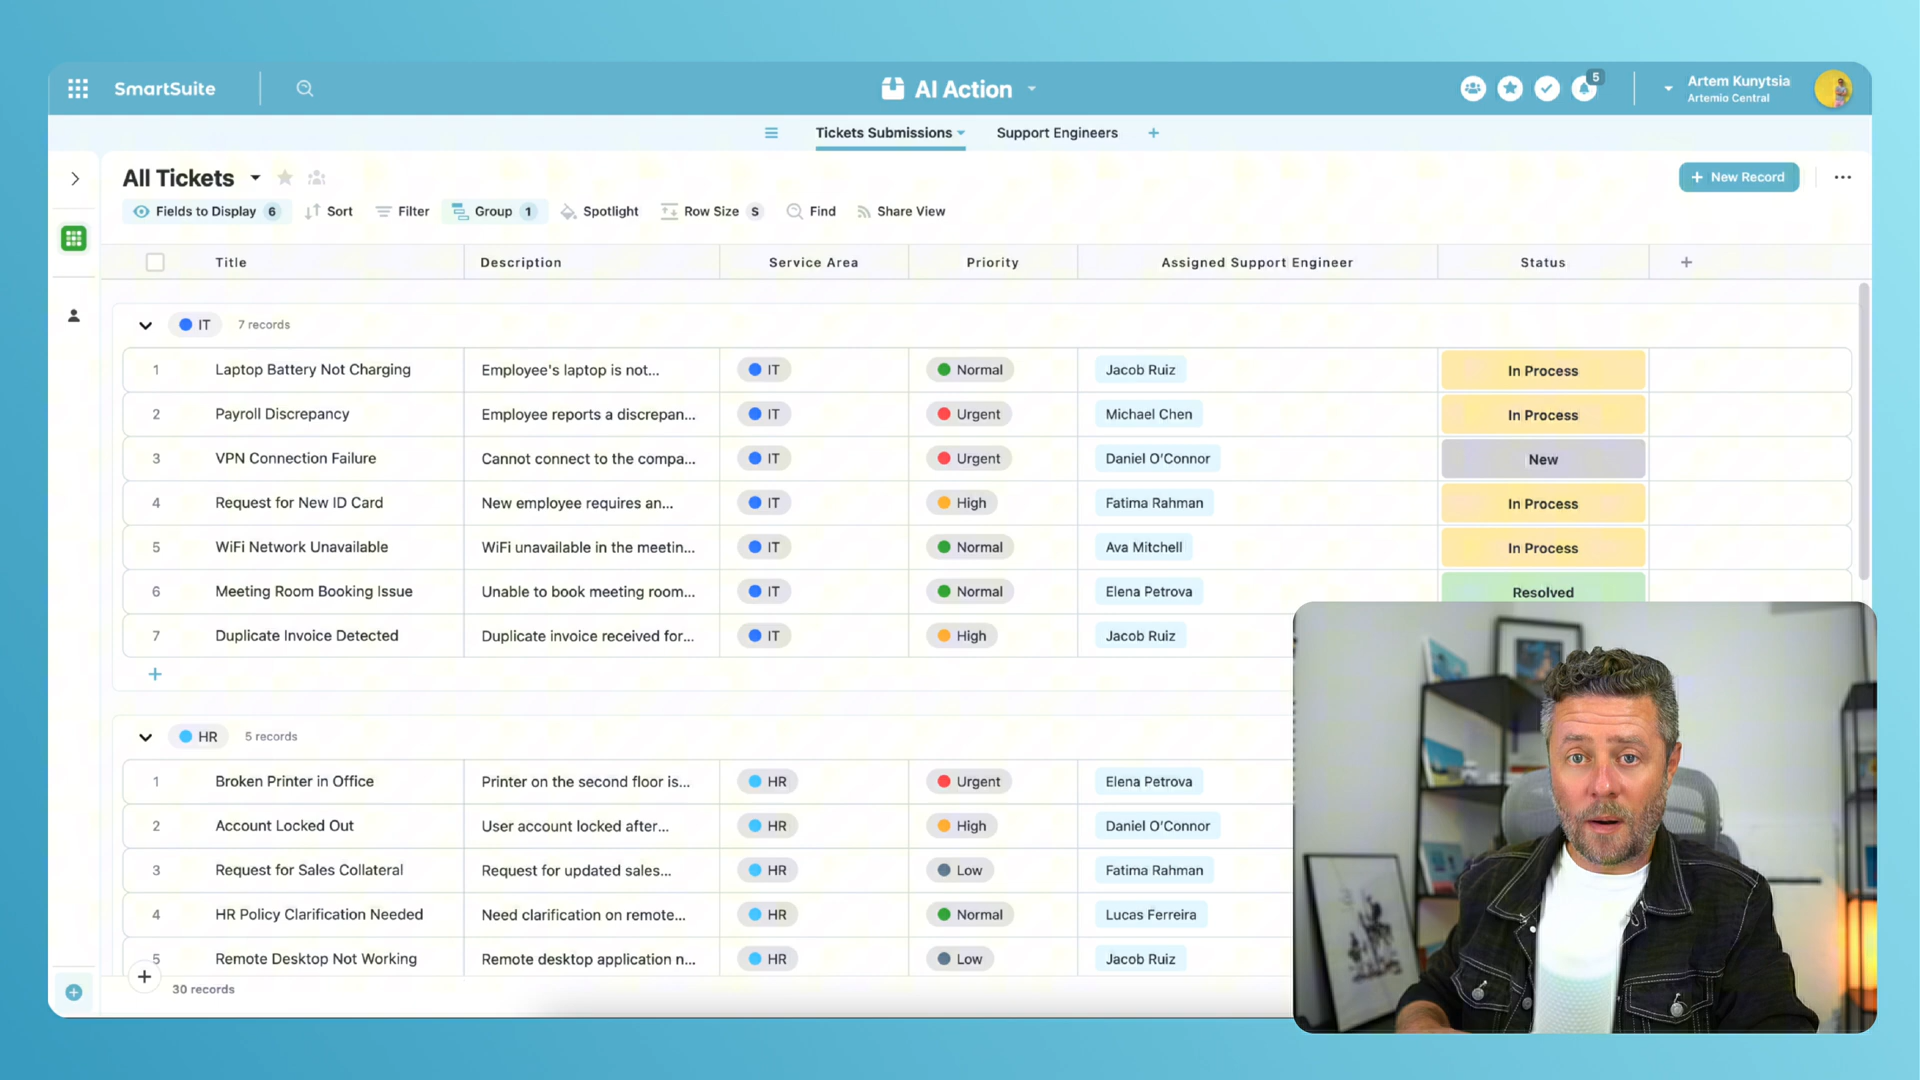 SmartSuite
AI Action
5
Artem Kunytsia
Artemio Central
Tickets Submissions
Support Engineers
All Tickets
New Record
Fields to Display 6
Sort
Filter
Group 1
Spotlight
Row Size S
Find
Share View
Title Description Service Area Priority Assigned Support Engineer Status
IT 7 records
1 Laptop Battery Not Charging Employee's laptop is not... IT Normal Jacob Ruiz In Process
2 Payroll Discrepancy Employee reports a discrepan... IT Urgent Michael Chen In Process
3 VPN Connection Failure Cannot connect to the compa... IT Urgent Daniel O'Connor New
4 Request for New ID Card New employee requires an... IT High Fatima Rahman In Process
5 WiFi Network Unavailable WiFi unavailable in the meetin... IT Normal Ava Mitchell In Process
6 Meeting Room Booking Issue Unable to book meeting room... IT Normal Elena Petrova Resolved
7 Duplicate Invoice Detected Duplicate invoice received for... IT High Jacob Ruiz
HR 5 records
1 Broken Printer in Office Printer on the second floor is... HR Urgent Elena Petrova
2 Account Locked Out User account locked after... HR High Daniel O'Connor
3 Request for Sales Collateral Request for updated sales... HR Low Fatima Rahman
4 HR Policy Clarification Needed Need clarification on remote... HR Normal Lucas Ferreira
5 Remote Desktop Not Working Remote desktop application n... HR Low Jacob Ruiz
30 records